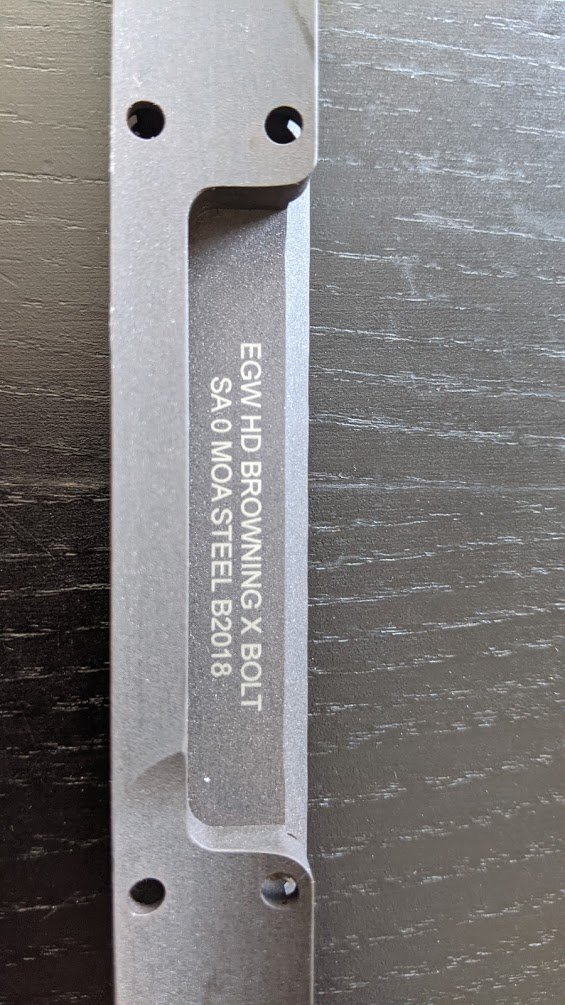 EGW HD BROWNING X BOLT
SA 0 MOA STEEL B2018